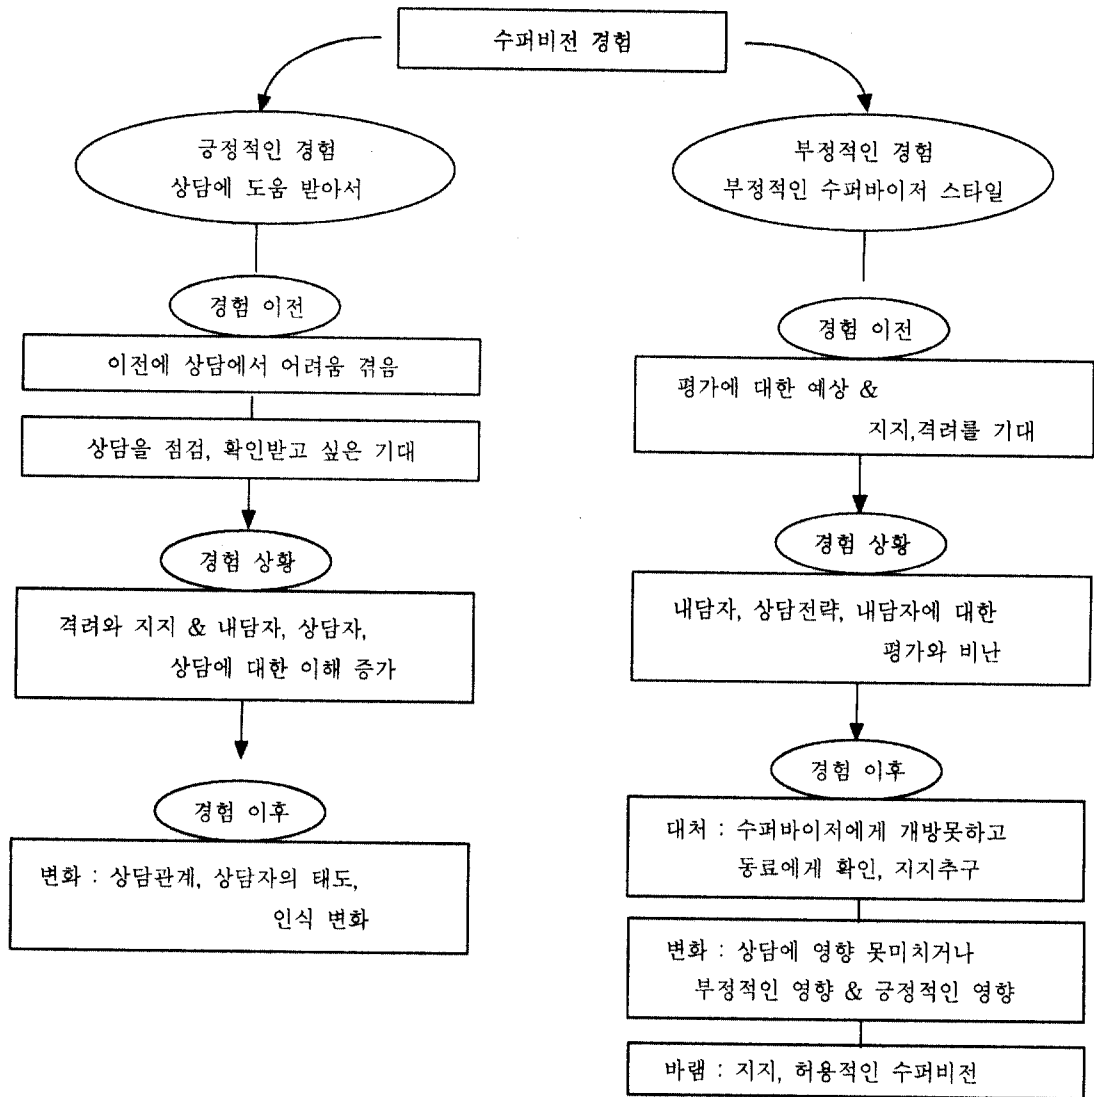 수퍼비전 경험
긍정적인 경험
상담에 도움 받아서
경험 이전
이전에 상담에서 어려움 겪음
상담을 점검, 확인받고 싶은 기대
경험 상황
격려와 지지 & 내담자, 상담자,
상담에 대한 이해 증가
경험 이후
변화 : 상담관계, 상담자의 태도,
인식 변화
부정적인 경험
부정적인 수퍼바이저 스타일
경험 이전
평가에 대한 예상 &
지지,격려를 기대
경험 상황
내담자, 상담전략, 내담자에 대한
평가와 비난
경험 이후
대처 : 수퍼바이저에게 개방못하고
동료에게 확인, 지지추구
변화 : 상담에 영향 못미치거나
부정적인 영향 & 긍정적인 영향
바램 : 지지, 허용적인 수퍼비전